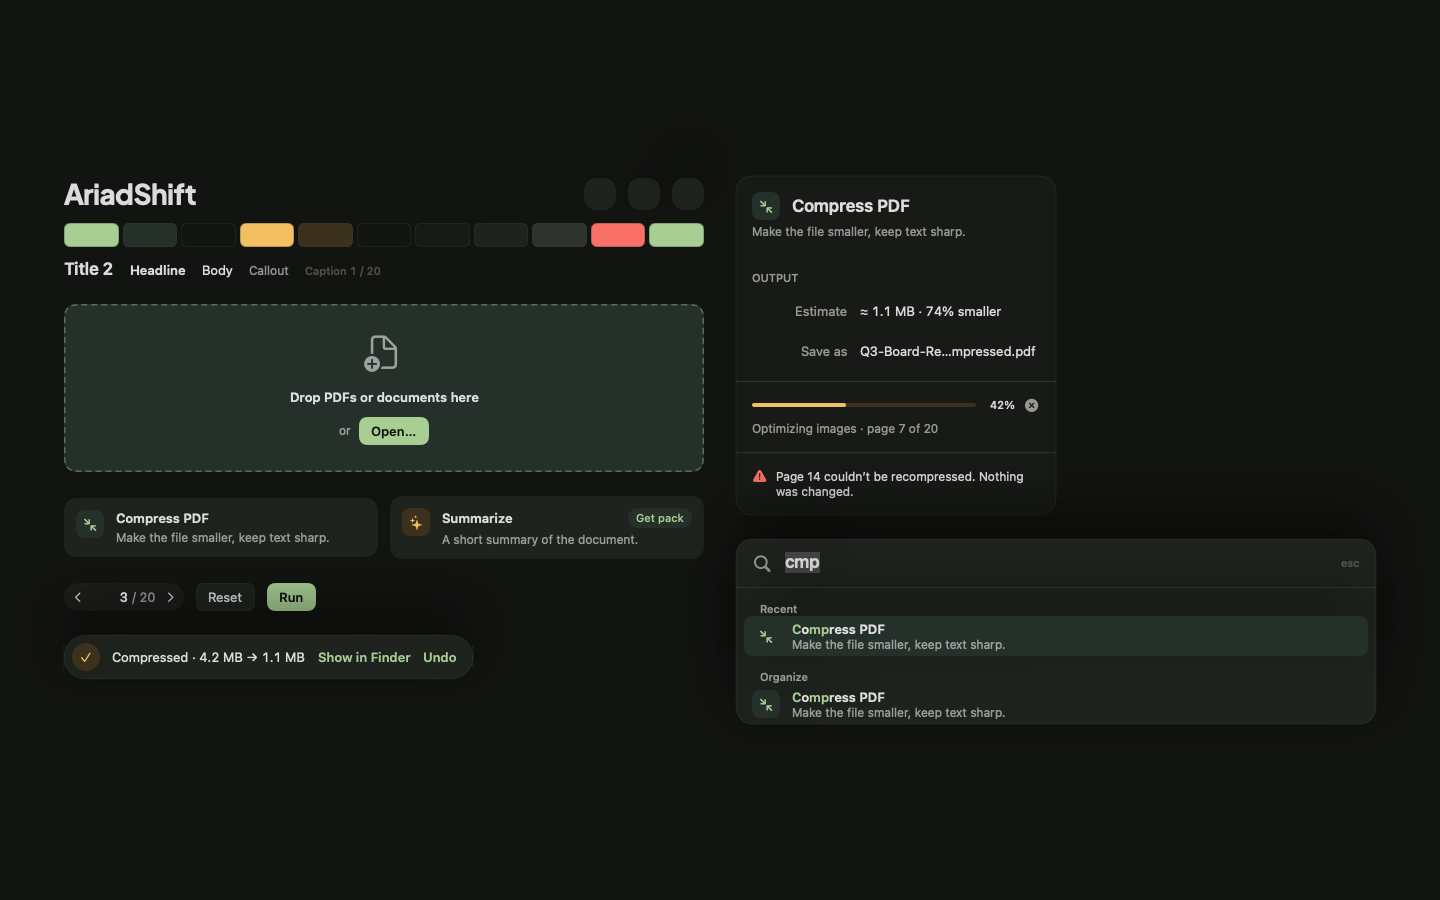 AriadShift
Title 2 Headline Body Callout Caption 1 / 20
Drop PDFs or documents here
or Open...
Compress PDF
Make the file smaller, keep text sharp.
Summarize Get pack
A short summary of the document.
3 / 20 Reset Run
Compressed · 4.2 MB → 1.1 MB Show in Finder Undo
Compress PDF
Make the file smaller, keep text sharp.
OUTPUT
Estimate ≈ 1.1 MB · 74% smaller
Save as Q3-Board-Re...mpressed.pdf
42%
Optimizing images · page 7 of 20
Page 14 couldn’t be recompressed. Nothing
was changed.
cmp esc
Recent
Compress PDF
Make the file smaller, keep text sharp.
Organize
Compress PDF
Make the file smaller, keep text sharp.